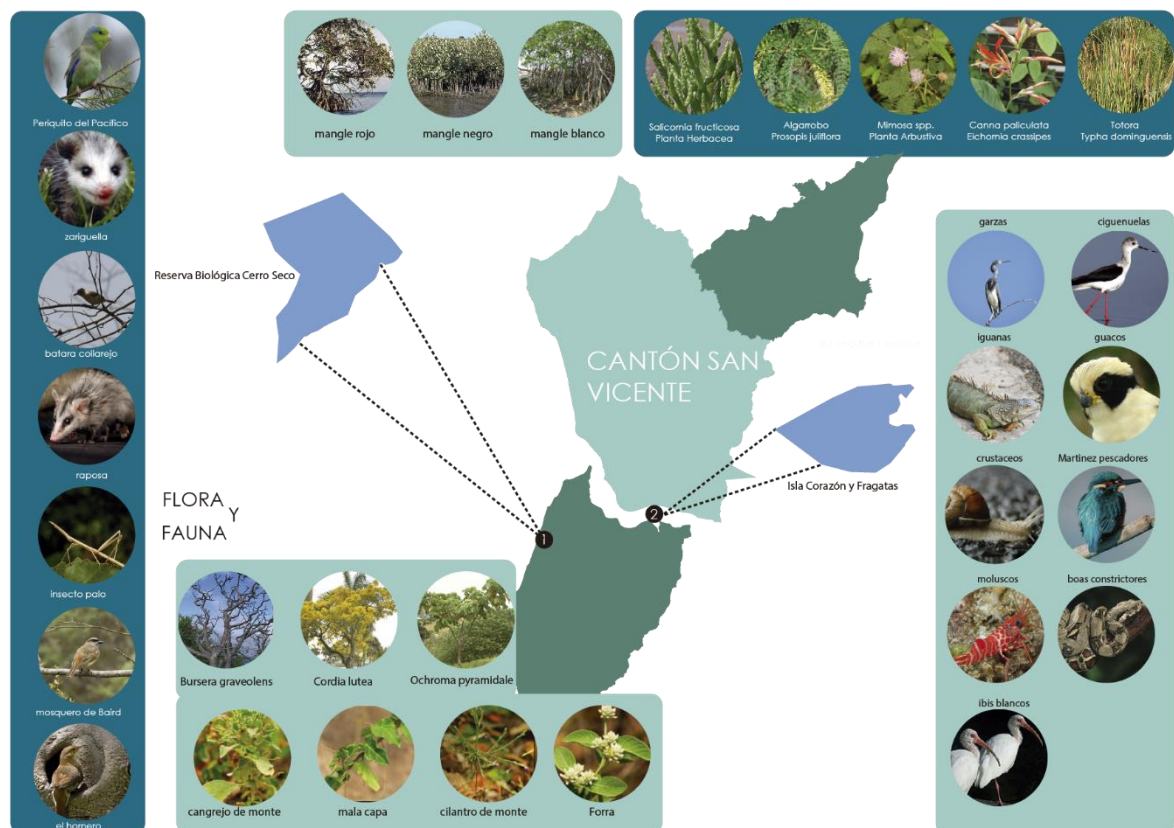 Periquito del Pacífico
zariguella
batara collarejo
raposa
insecto palo
mosquero de Baird
el hornero
mangle rojo
mangle negro
mangle blanco
Salicornia fructicosa
Planta Herbacea
Algarrobo
Prosopis juliflora
Mimosa spp.
Planta Arbustiva
Canna paliculata
Eichornia crassipes
Totora
Typha dominguensis
Reserva Biológica Cerro Seco
CANTÓN SAN
VICENTE
Isla Corazón y Fragatas
1
2
FLORA
Y
FAUNA
Bursera graveolens
Cordia lutea
Ochroma pyramidale
cangrejo de monte
mala capa
cilantro de monte
Forra
garzas
ciguenuelas
iguanas
guacos
crustaceos
Martinez pescadores
moluscos
boas constrictores
ibis blancos